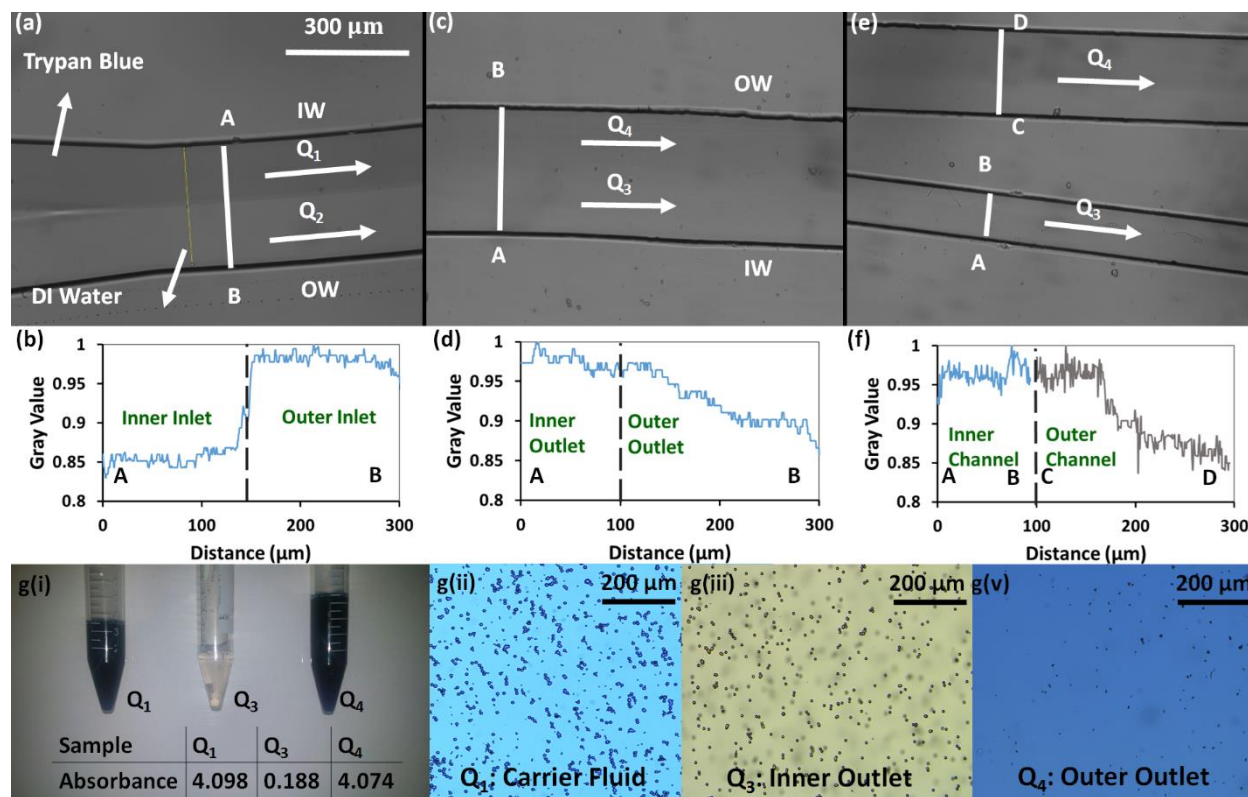 (a)
300 μm
Trypan Blue
A
IW
Q₁
Q₂
DI Water
B
OW
(c)
B
OW
Q₄
Q₃
A
IW
(e)
D
Q₄
C
B
Q₃
A
(b)
1
0.95
0.9
0.85
0.8
Gray Value
Inner Inlet
Outer Inlet
A
B
0
100
200
300
Distance (μm)
(d)
1
0.95
0.9
0.85
0.8
Gray Value
Inner
Outlet
Outer
Outlet
A
B
0
100
200
300
Distance (μm)
(f)
1
0.95
0.9
0.85
0.8
Gray Value
Inner
Channel
Outer
Channel
A
B
C
D
0
100
200
300
Distance (μm)
g(i)
Q₁
Q₃
Q₄
Sample Q₁ Q₃ Q₄
Absorbance 4.098 0.188 4.074
g(ii)
200 μm
Q₁: Carrier Fluid
g(iii)
200 μm
Q₃: Inner Outlet
g(v)
200 μm
Q₄: Outer Outlet